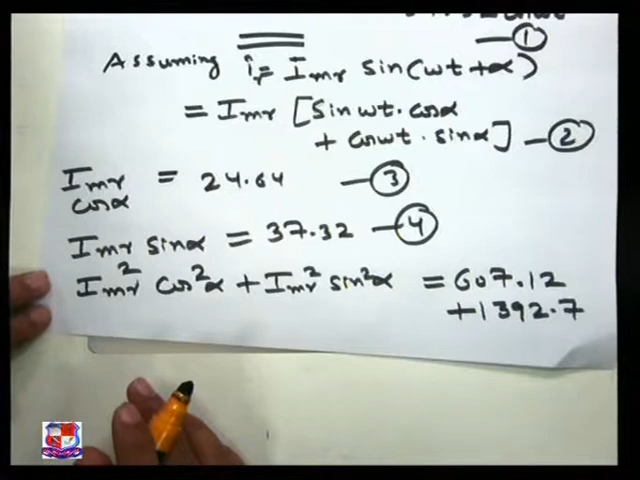 ①
Assuming i_r = Imr sin(ωt+α)
= Imr [sinωt.cosα
+ cosωt.sinα] — ②
Imr cosα = 24.64 — ③
Imr sinα = 37.32 — ④
Imr² cos²α + Imr² sin²α = 607.12
+1392.7